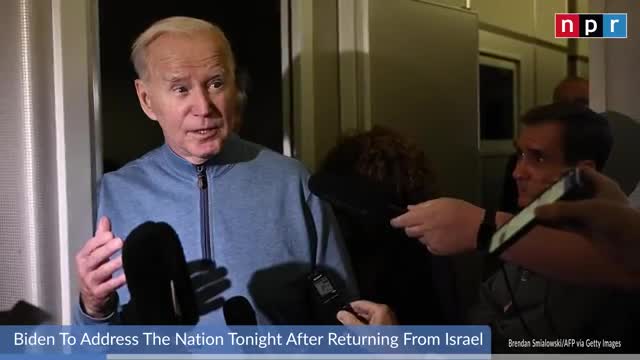 npr
Biden To Address The Nation Tonight After Returning From Israel
Brendan Smialowski/AFP via Getty Images